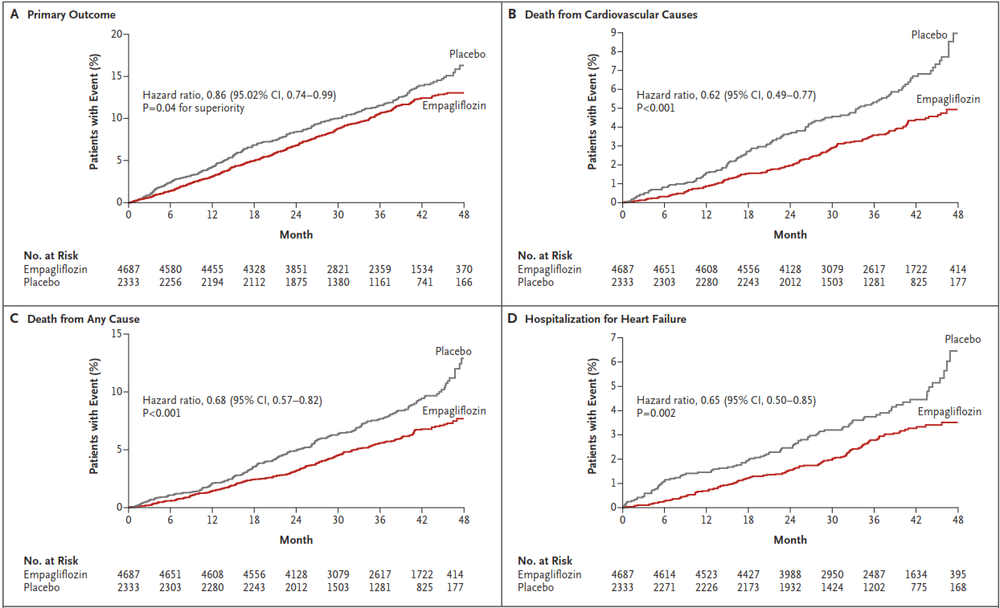 A Primary Outcome
Patients with Event (%)
20
15
10
5
0
Placebo
Hazard ratio, 0.86 (95.02% CI, 0.74–0.99)
P=0.04 for superiority
Empagliflozin
0 6 12 18 24 30 36 42 48
Month
No. at Risk
Empagliflozin 4687 4580 4455 4328 3851 2821 2359 1534 370
Placebo 2333 2256 2194 2112 1875 1380 1161 741 166
B Death from Cardiovascular Causes
Patients with Event (%)
9
8
7
6
5
4
3
2
1
0
Placebo
Hazard ratio, 0.62 (95% CI, 0.49–0.77)
P<0.001
Empagliflozin
0 6 12 18 24 30 36 42 48
Month
No. at Risk
Empagliflozin 4687 4651 4608 4556 4128 3079 2617 1722 414
Placebo 2333 2303 2280 2243 2012 1503 1281 825 177
C Death from Any Cause
Patients with Event (%)
15
10
5
0
Placebo
Hazard ratio, 0.68 (95% CI, 0.57–0.82)
P<0.001
Empagliflozin
0 6 12 18 24 30 36 42 48
Month
No. at Risk
Empagliflozin 4687 4651 4608 4556 4128 3079 2617 1722 414
Placebo 2333 2303 2280 2243 2012 1503 1281 825 177
D Hospitalization for Heart Failure
Patients with Event (%)
7
6
5
4
3
2
1
0
Placebo
Hazard ratio, 0.65 (95% CI, 0.50–0.85)
P=0.002
Empagliflozin
0 6 12 18 24 30 36 42 48
Month
No. at Risk
Empagliflozin 4687 4614 4523 4427 3988 2950 2487 1634 395
Placebo 2333 2271 2226 2173 1932 1424 1202 775 168